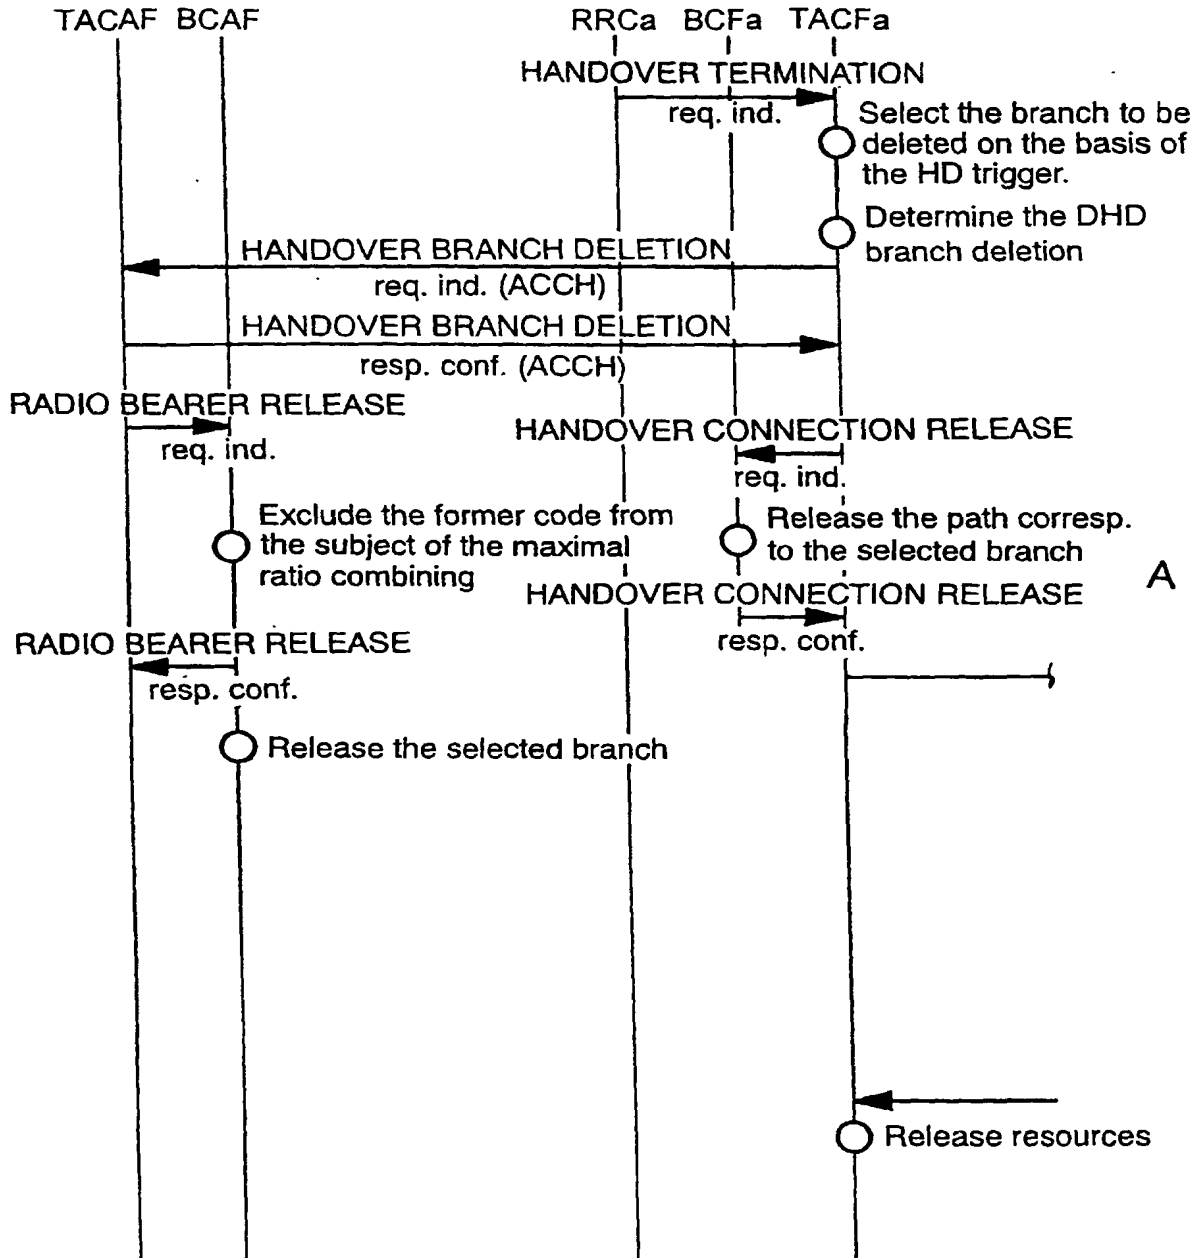 TACAF BCAF RRCa BCFa TACFa
HANDOVER TERMINATION
req. ind.
Select the branch to be
deleted on the basis of
the HD trigger.
Determine the DHD
branch deletion
HANDOVER BRANCH DELETION
req. ind. (ACCH)
HANDOVER BRANCH DELETION
resp. conf. (ACCH)
RADIO BEARER RELEASE
req. ind.
HANDOVER CONNECTION RELEASE
req. ind.
Exclude the former code from
the subject of the maximal
ratio combining
Release the path corresp.
to the selected branch
A
HANDOVER CONNECTION RELEASE
resp. conf.
RADIO BEARER RELEASE
resp. conf.
Release the selected branch
Release resources